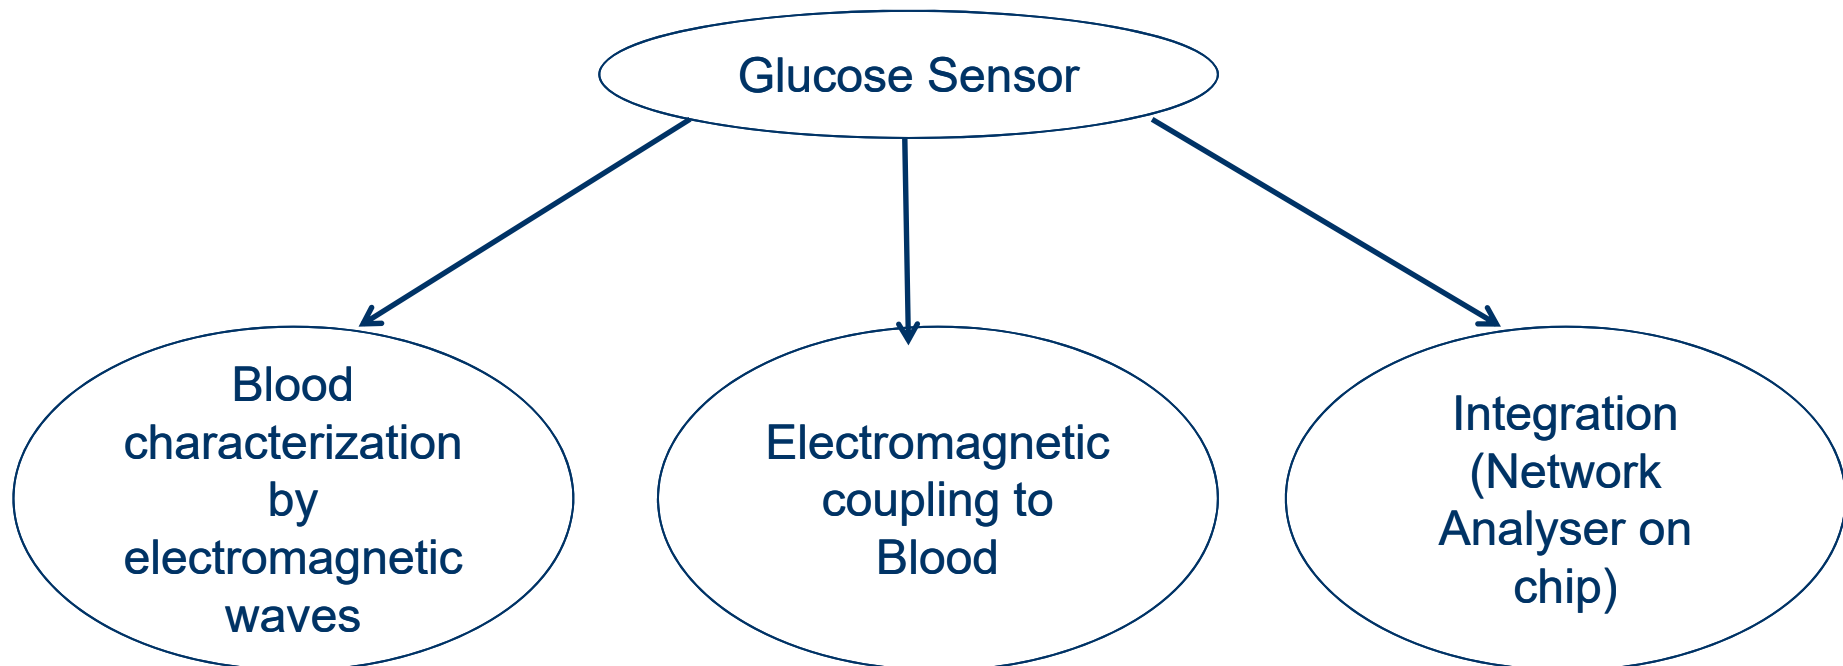 Glucose Sensor
Blood
characterization
by
electromagnetic
waves
Electromagnetic
coupling to
Blood
Integration
(Network
Analyser on
chip)